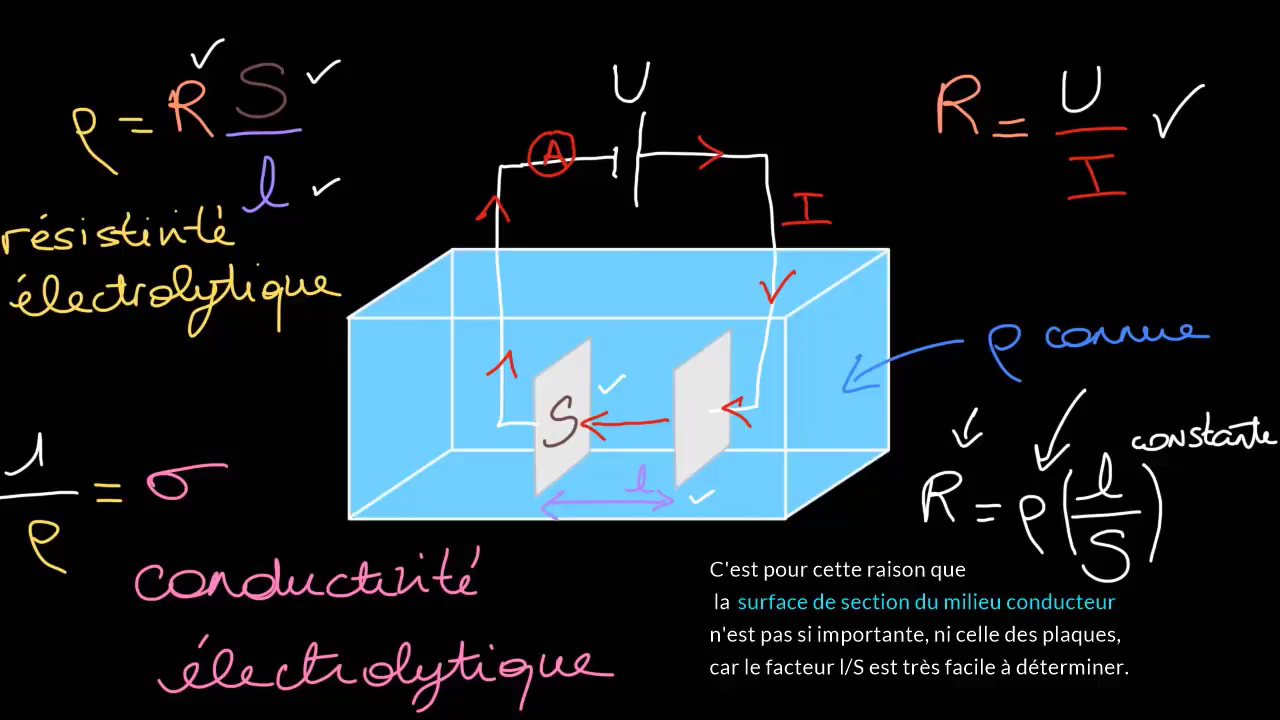 ρ = R S / l
résistivité
électrolytique
1 / ρ = σ
conductivité
électrolytique
U
A
I
S
l
R = U / I
ρ connue
constante
R = ρ ( l / S )
C'est pour cette raison que
la surface de section du milieu conducteur
n'est pas si importante, ni celle des plaques,
car le facteur l/S est très facile à déterminer.